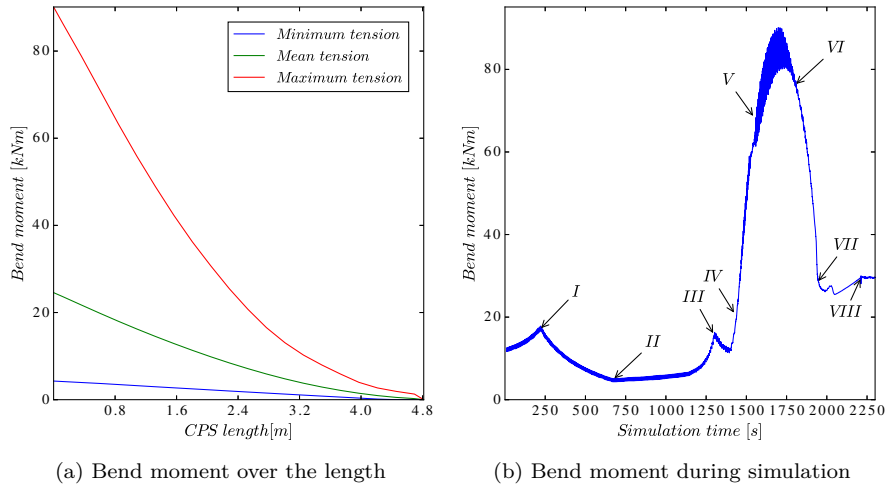 Minimum tension
Mean tension
Maximum tension
80
60
40
20
0
0.8 1.6 2.4 3.2 4.0 4.8
Bend moment [kNm]
CPS length[m]
(a) Bend moment over the length
80
60
40
20
0
250 500 750 1000 1250 1500 1750 2000 2250
Bend moment [kNm]
Simulation time [s]
I
II
III
IV
V
VI
VII
VIII
(b) Bend moment during simulation